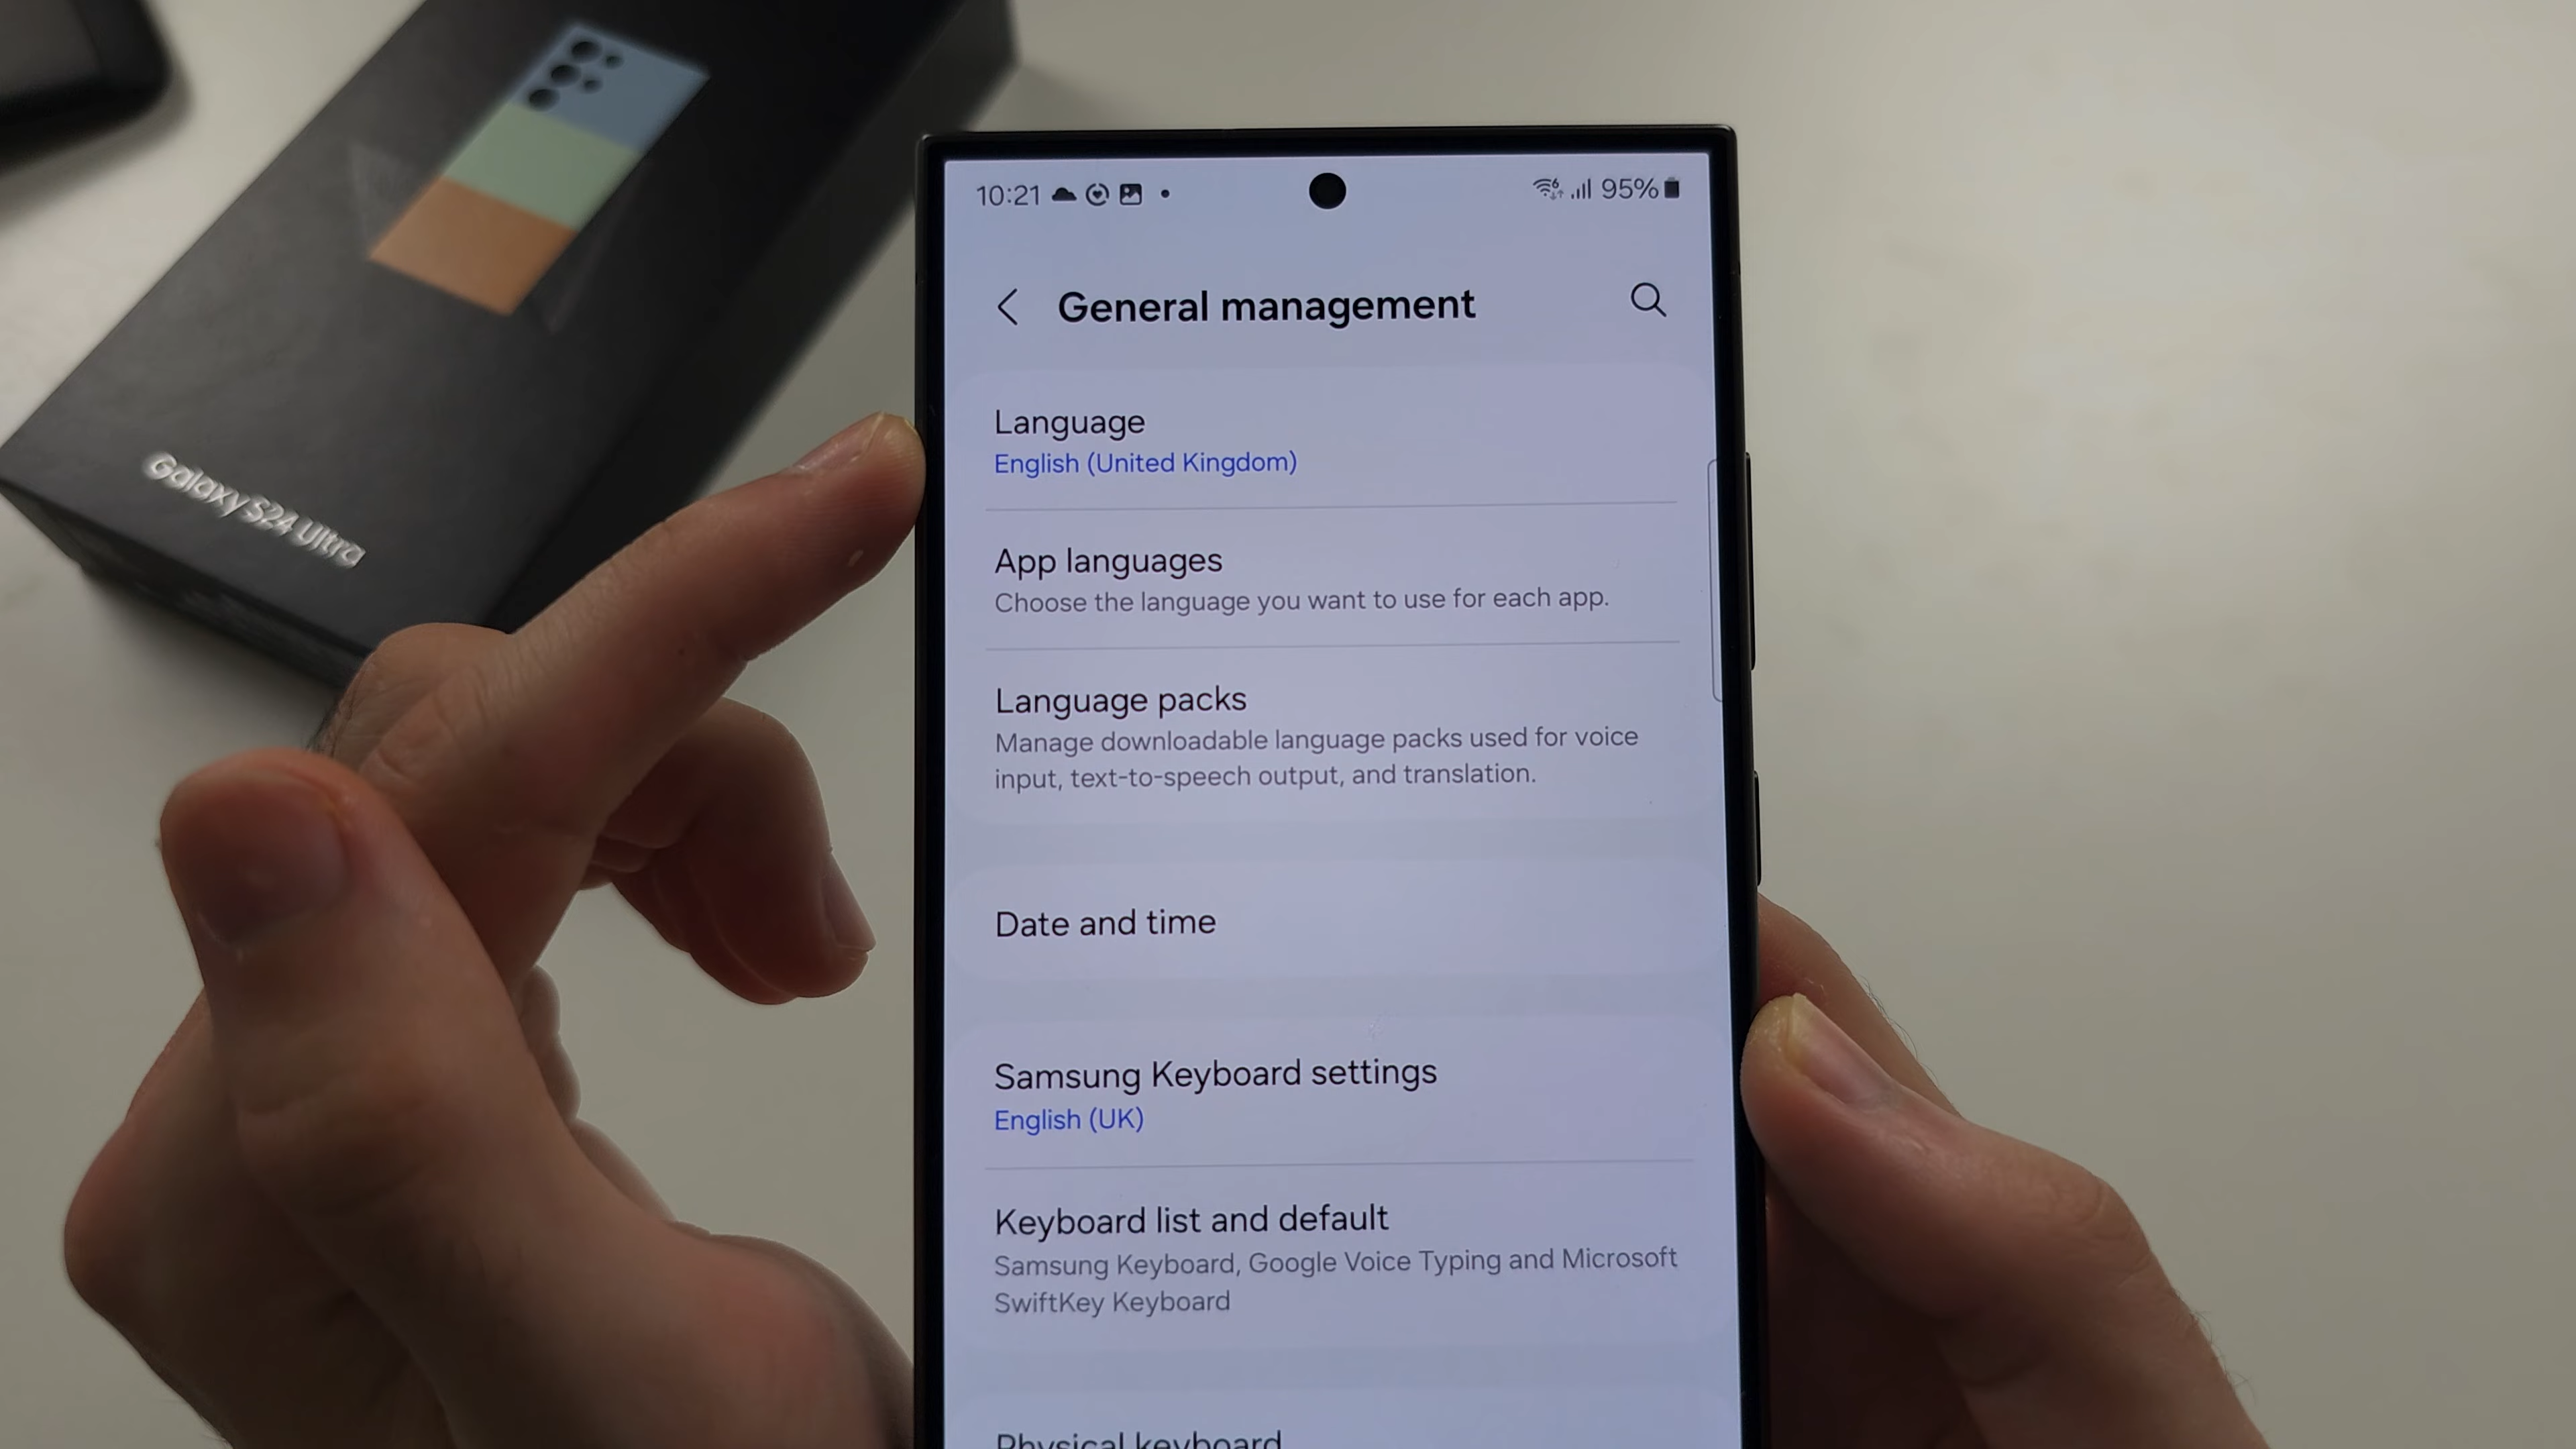 Galaxy S24 Ultra
10:21
95%
General management
Language
English (United Kingdom)
App languages
Choose the language you want to use for each app.
Language packs
Manage downloadable language packs used for voice
input, text-to-speech output, and translation.
Date and time
Samsung Keyboard settings
English (UK)
Keyboard list and default
Samsung Keyboard, Google Voice Typing and Microsoft
SwiftKey Keyboard
Physical keyboard